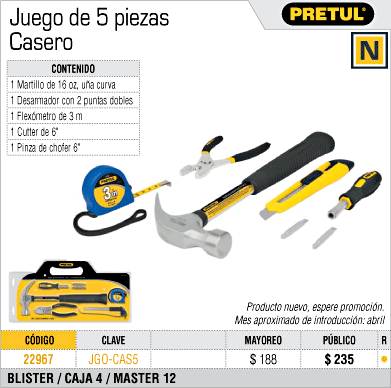 Juego de 5 piezas
Casero
PRETUL
N
CONTENIDO
1 Martillo de 16 oz, uña curva
1 Desarmador con 2 puntas dobles
1 Flexómetro de 3 m
1 Cutter de 6"
1 Pinza de chofer 6"
PRETUL
3m
Producto nuevo, espere promoción.
Mes aproximado de introducción: abril
CÓDIGO CLAVE MAYOREO PÚBLICO R
22967 JGO-CAS5 $ 188 $ 235
BLISTER / CAJA 4 / MASTER 12